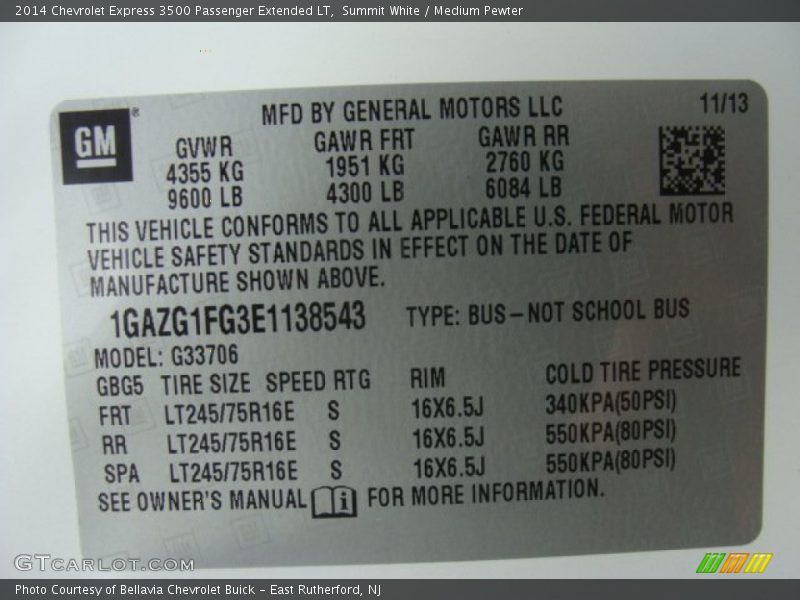 2014 Chevrolet Express 3500 Passenger Extended LT, Summit White / Medium Pewter
GM ®
MFD BY GENERAL MOTORS LLC 11/13
GVWR GAWR FRT GAWR RR
4355 KG 1951 KG 2760 KG
9600 LB 4300 LB 6084 LB
THIS VEHICLE CONFORMS TO ALL APPLICABLE U.S. FEDERAL MOTOR
VEHICLE SAFETY STANDARDS IN EFFECT ON THE DATE OF
MANUFACTURE SHOWN ABOVE.
1GAZG1FG3E1138543 TYPE: BUS-NOT SCHOOL BUS
MODEL: G33706
GBG5 TIRE SIZE SPEED RTG RIM COLD TIRE PRESSURE
FRT LT245/75R16E S 16X6.5J 340KPA(50PSI)
RR LT245/75R16E S 16X6.5J 550KPA(80PSI)
SPA LT245/75R16E S 16X6.5J 550KPA(80PSI)
SEE OWNER'S MANUAL i FOR MORE INFORMATION.
GTcarlot.com
Photo Courtesy of Bellavia Chevrolet Buick - East Rutherford, NJ